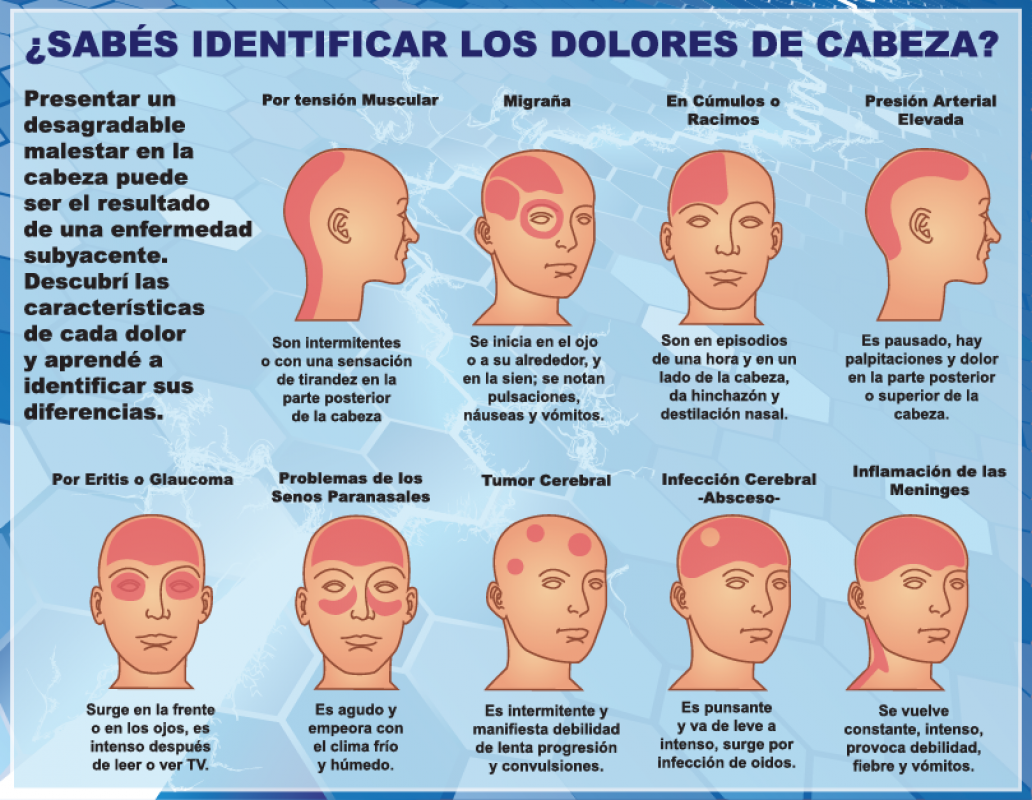 ¿SABÉS IDENTIFICAR LOS DOLORES DE CABEZA?
Presentar un
desagradable
malestar en la
cabeza puede
ser el resultado
de una enfermedad
subyacente.
Descubrí las
características
de cada dolor
y aprendé a
identificar sus
diferencias.
Por tensión Muscular
Son intermitentes
o con una sensación
de tirandez en la
parte posterior
de la cabeza
Migraña
Se inicia en el ojo
o a su alrededor, y
en la sien; se notan
pulsaciones,
náuseas y vómitos.
En Cúmulos o
Racimos
Son en episodios
de una hora y en un
lado de la cabeza,
da hinchazón y
destilación nasal.
Presión Arterial
Elevada
Es pausado, hay
palpitaciones y dolor
en la parte posterior
o superior de la
cabeza.
Por Eritis o Glaucoma
Surge en la frente
o en los ojos, es
intenso después
de leer o ver TV.
Problemas de los
Senos Paranasales
Es agudo y
empeora con
el clima frío
y húmedo.
Tumor Cerebral
Es intermitente y
manifiesta debilidad
de lenta progresión
y convulsiones.
Infección Cerebral
-Absceso-
Es punsante
y va de leve a
intenso, surge por
infección de oidos.
Inflamación de las
Meninges
Se vuelve
constante, intenso,
provoca debilidad,
fiebre y vómitos.